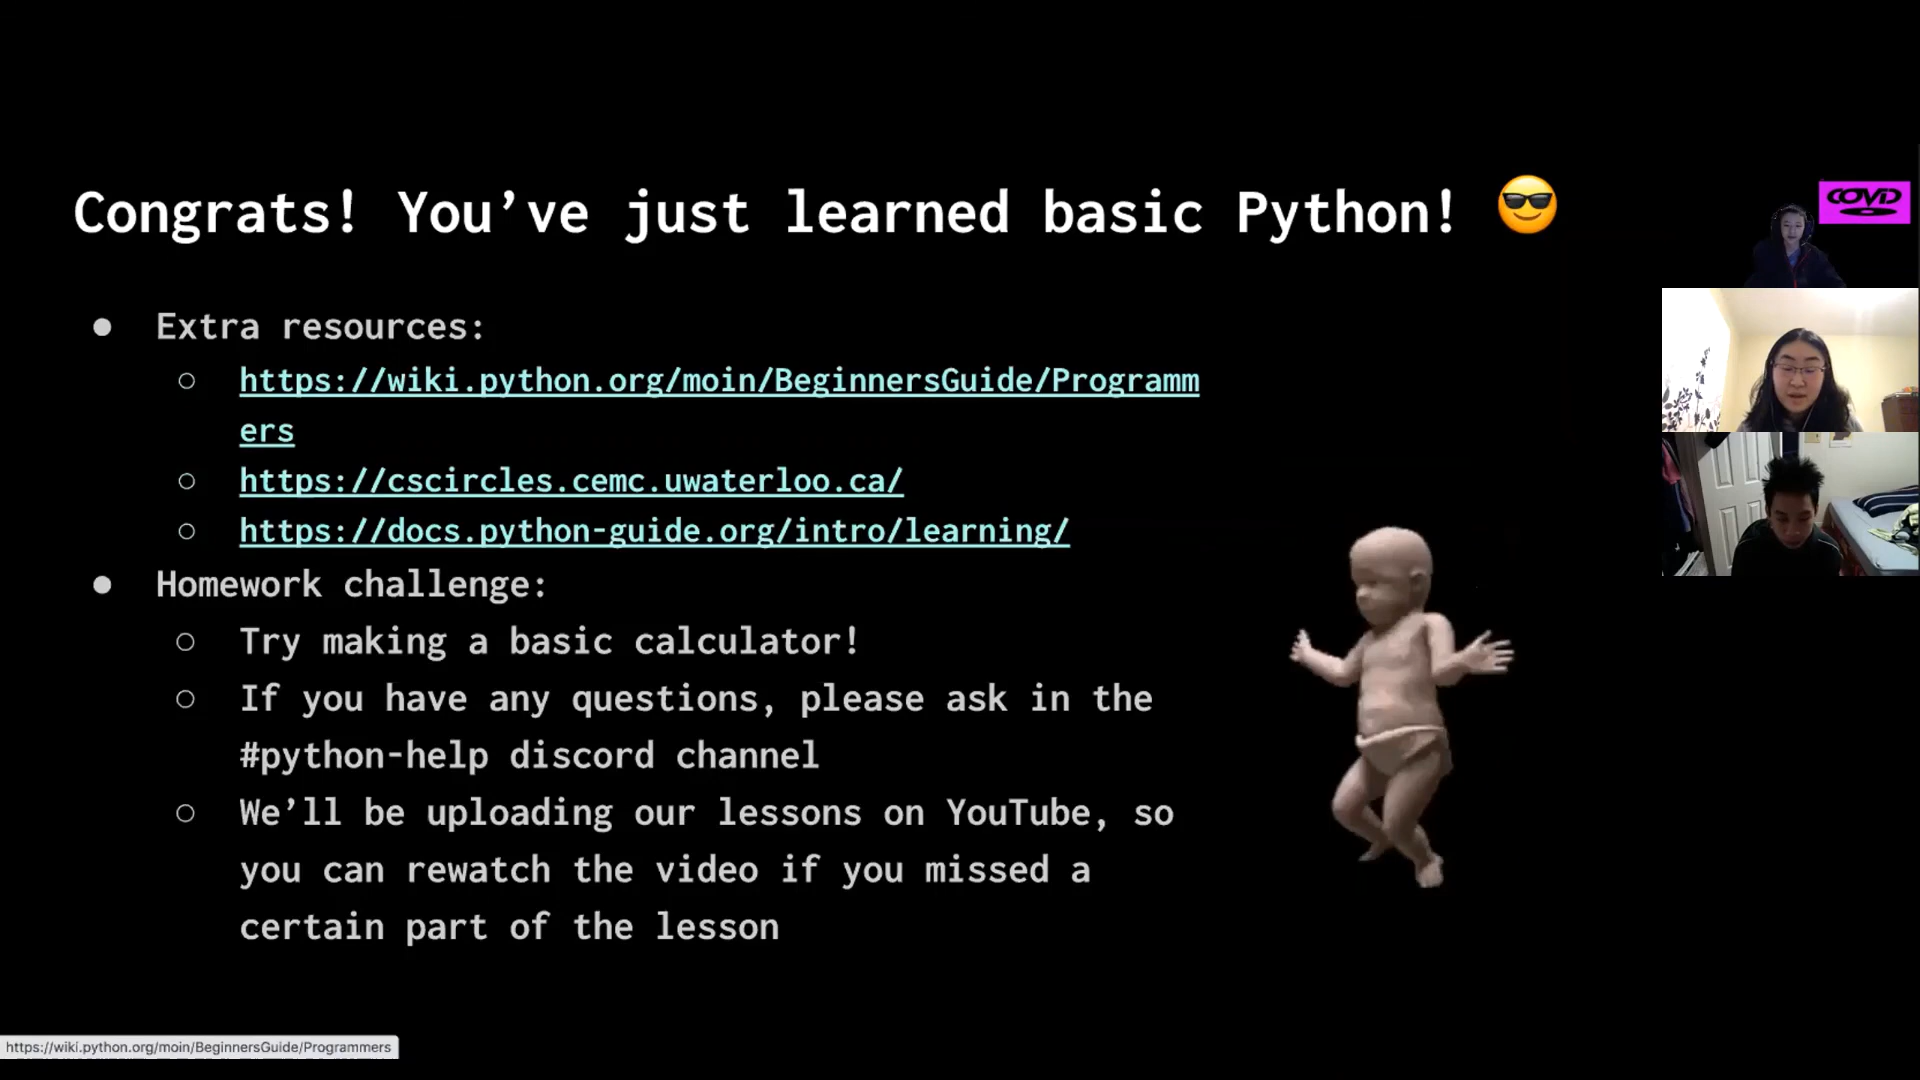 Congrats! You’ve just learned basic Python! 😎
COVID
● Extra resources:
○ https://wiki.python.org/moin/BeginnersGuide/Programm
ers
○ https://cscircles.cemc.uwaterloo.ca/
○ https://docs.python-guide.org/intro/learning/
● Homework challenge:
○ Try making a basic calculator!
○ If you have any questions, please ask in the
#python-help discord channel
○ We’ll be uploading our lessons on YouTube, so
you can rewatch the video if you missed a
certain part of the lesson
https://wiki.python.org/moin/BeginnersGuide/Programmers